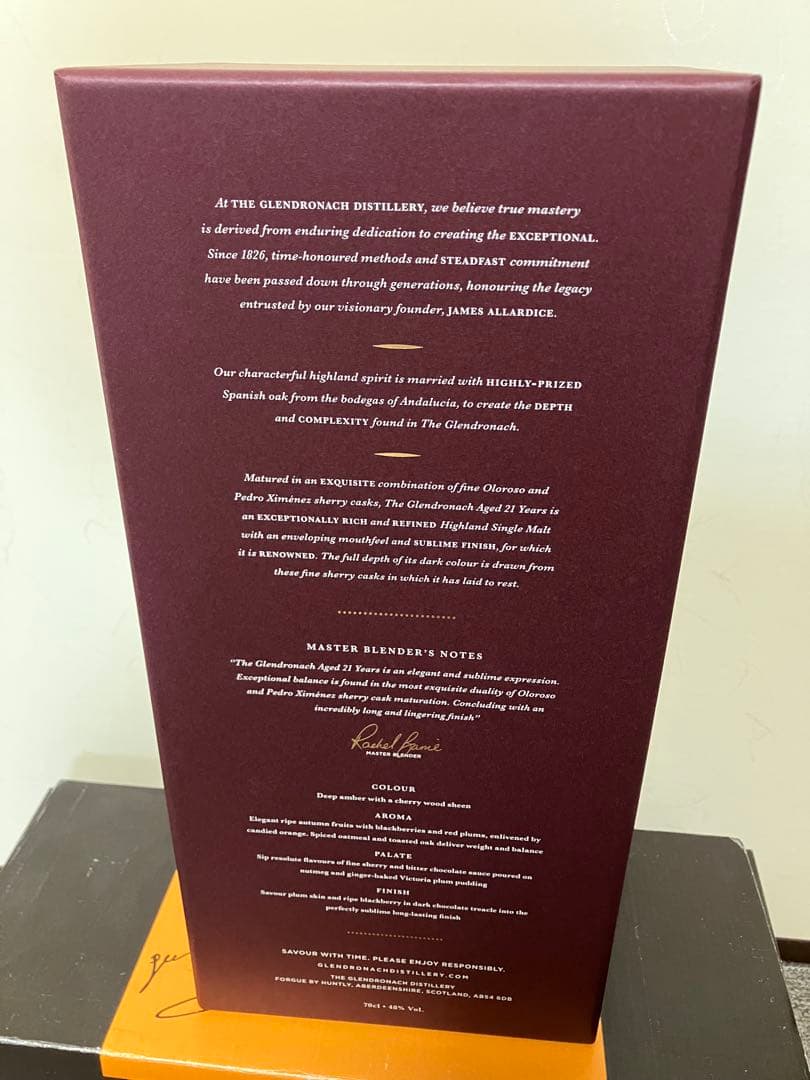 At THE GLENDRONACH DISTILLERY, we believe true mastery
is derived from enduring dedication to creating the EXCEPTIONAL.
Since 1826, time-honoured methods and STEADFAST commitment
have been passed down through generations, honouring the legacy
entrusted by our visionary founder, JAMES ALLARDICE.
Our characterful highland spirit is married with HIGHLY-PRIZED
Spanish oak from the bodegas of Andalucía, to create the DEPTH
and COMPLEXITY found in The Glendronach.
Matured in an EXQUISITE combination of fine Oloroso and
Pedro Ximénez sherry casks, The Glendronach Aged 21 Years is
an EXCEPTIONALLY RICH and REFINED Highland Single Malt
with an enveloping mouthfeel and SUBLIME FINISH, for which
it is RENOWNED. The full depth of its dark colour is drawn from
these fine sherry casks in which it has laid to rest.
MASTER BLENDER'S NOTES
"The Glendronach Aged 21 Years is an elegant and sublime expression.
Exceptional balance is found in the most exquisite duality of Oloroso
and Pedro Ximénez sherry cask maturation. Concluding with an
incredibly long and lingering finish"
Rachel Barrie
MASTER BLENDER
COLOUR
Deep amber with a cherry wood sheen
AROMA
Elegant ripe autumn fruits with blackberries and red plums, enlivened by
candied orange. Spiced oatmeal and toasted oak deliver weight and balance
PALATE
Sip resolute flavours of fine sherry and bitter chocolate sauce poured on
nutmeg and ginger-baked Victoria plum pudding
FINISH
Savour plum skin and ripe blackberry in dark chocolate treacle into the
perfectly sublime long-lasting finish
SAVOUR WITH TIME. PLEASE ENJOY RESPONSIBLY.
GLENDRONACHDISTILLERY.COM
THE GLENDRONACH DISTILLERY
FORGUE BY HUNTLY, ABERDEENSHIRE, SCOTLAND, AB54 6DB
70cl • 48% Vol.